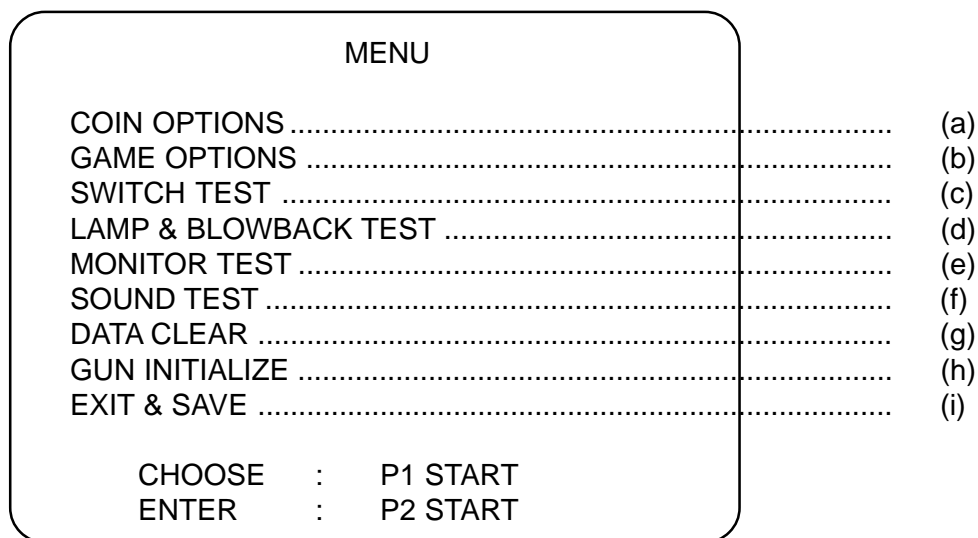 MENU
COIN OPTIONS ........................................................................... (a)
GAME OPTIONS ......................................................................... (b)
SWITCH TEST ............................................................................ (c)
LAMP & BLOWBACK TEST ........................................................ (d)
MONITOR TEST .......................................................................... (e)
SOUND TEST .............................................................................. (f)
DATA CLEAR ............................................................................... (g)
GUN INITIALIZE .......................................................................... (h)
EXIT & SAVE ............................................................................... (i)
CHOOSE : P1 START
ENTER : P2 START